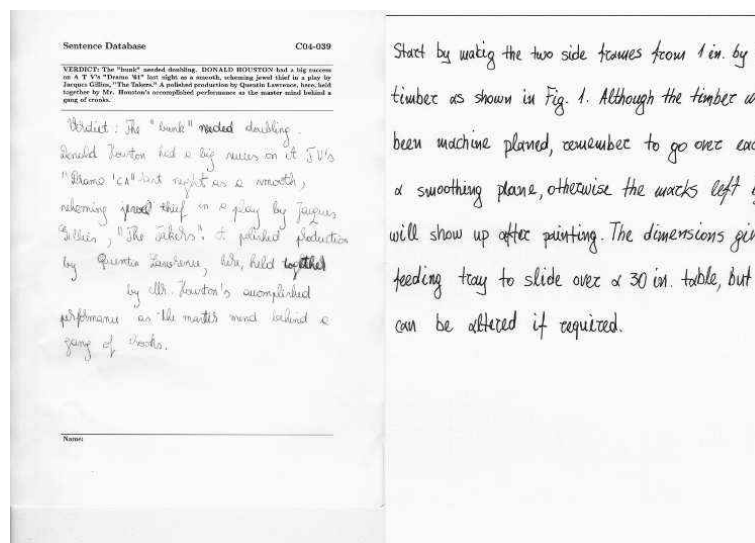 Sentence Database C04-039
VERDICT: The "bunk" needed doubling. DONALD HOUSTON had a big success
on A T V's "Drama '61" last night as a smooth, scheming jewel thief in a play by
Jacques Gillies, "The Takers." A polished production by Quentin Lawrence, here, held
together by Mr. Houston's accomplished performance as the master mind behind a
gang of crooks.
Verdict : The "bunk" needed doubling.
Donald Houston had a big succes on A TV's
"Drama '61" last night as a smooth,
scheming jewel thief in a play by Jacques
Gillies, "The Takers". A polished production
by Quentin Lawrence, here, held together
by Mr. Houston's accomplished
performance as the master mind behind a
gang of crooks.
Name:
Start by makig the two side frames from 1 in. by
timber as shown in Fig. 1. Although the timber
been machine planed, remember to go over
a smoothing plane, otherwise the marks left
will show up after painting. The dimensions
feeding tray to slide over a 30 in. table, but
can be altered if required.